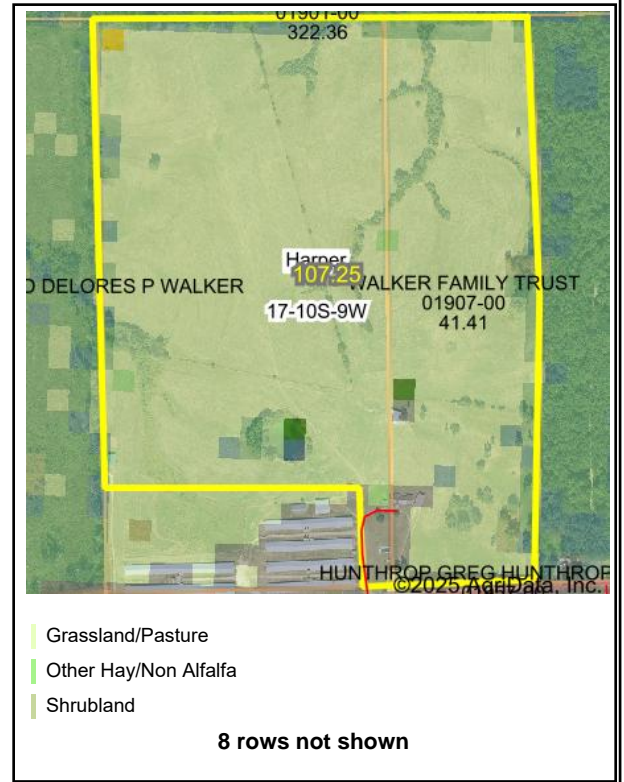 01901-00
322.36
Harper
107.25
D DELORES P WALKER
WALKER FAMILY TRUST
17-10S-9W
01907-00
41.41
HUNTHROP GREG HUNTHROP
©2025 AgriData, Inc.
Grassland/Pasture
Other Hay/Non Alfalfa
Shrubland
8 rows not shown